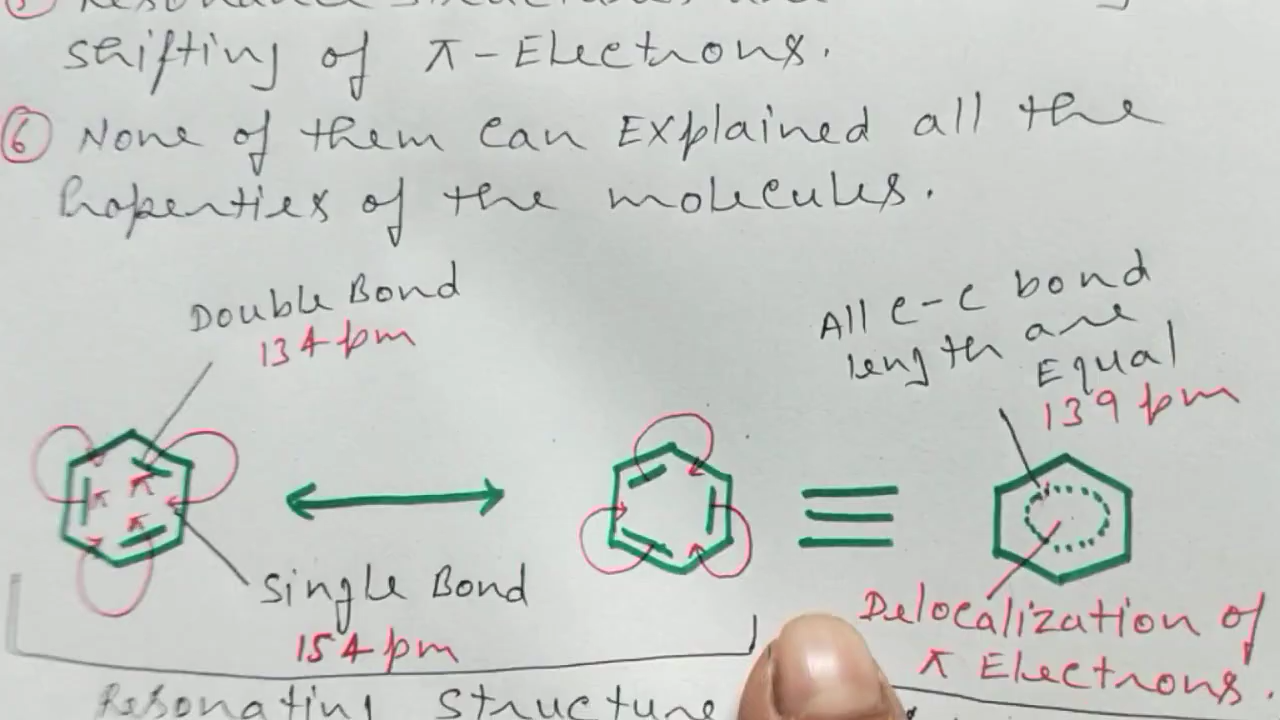 shifting of π-Electrons.
⑥ None of them can Explained all the
Properties of the molecules.
Double Bond
134 pm
All c-c bond
length are
Equal
139 pm
π π
π
Single Bond
154 pm
Delocalization of
π Electrons.
Resonating structure